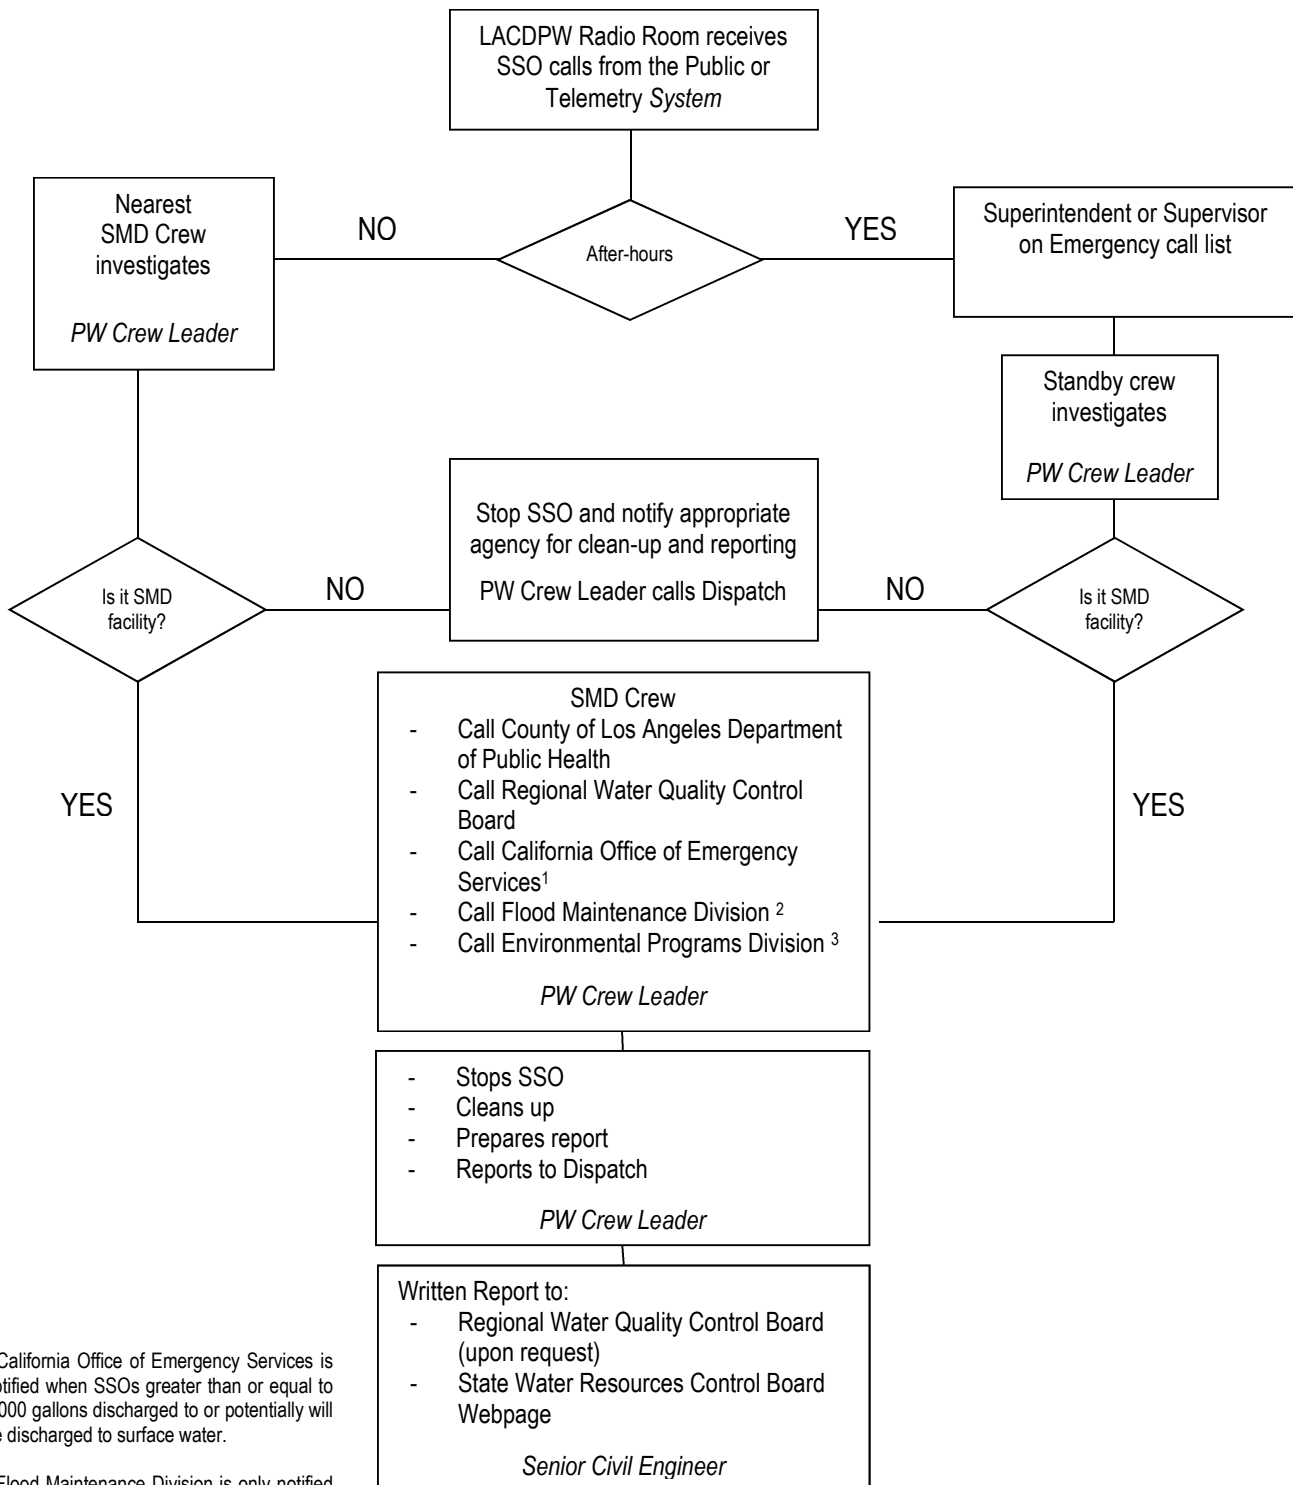 LACDPW Radio Room receives
SSO calls from the Public or
Telemetry System
Nearest
SMD Crew
investigates
PW Crew Leader
NO
After-hours
YES
Superintendent or Supervisor
on Emergency call list
Standby crew
investigates
PW Crew Leader
Stop SSO and notify appropriate
agency for clean-up and reporting
PW Crew Leader calls Dispatch
Is it SMD
facility?
NO
NO
Is it SMD
facility?
YES
YES
SMD Crew
- Call County of Los Angeles Department
of Public Health
- Call Regional Water Quality Control
Board
- Call California Office of Emergency
Services¹
- Call Flood Maintenance Division ²
- Call Environmental Programs Division ³
PW Crew Leader
- Stops SSO
- Cleans up
- Prepares report
- Reports to Dispatch
PW Crew Leader
Written Report to:
- Regional Water Quality Control Board
(upon request)
- State Water Resources Control Board
Webpage
Senior Civil Engineer
California Office of Emergency Services is
when SSOs greater than or equal to
gallons discharged to or potentially will
discharged to surface water.
Flood Maintenance Division is only notified